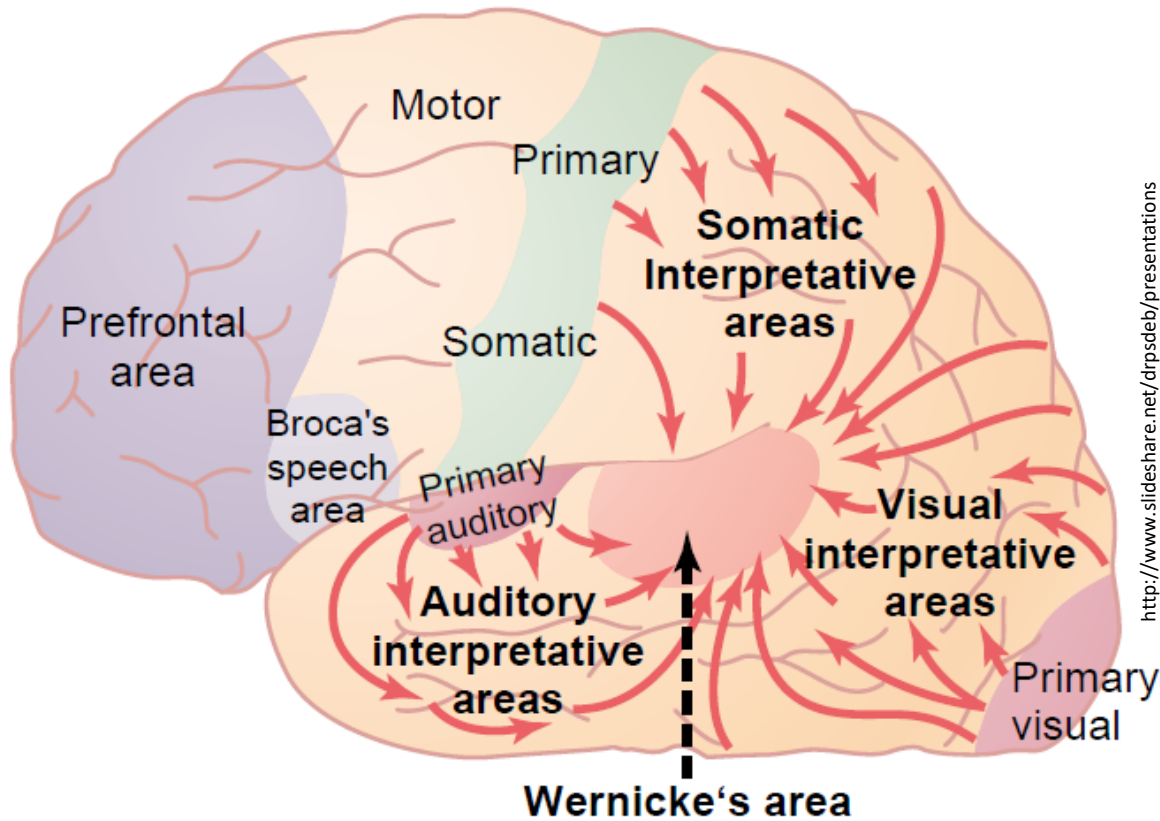 Motor
Primary
Somatic
Interpretative
areas
Prefrontal
area
Somatic
Broca's
speech
area
Primary
auditory
Visual
interpretative
areas
Auditory
interpretative
areas
Primary
visual
Wernicke‘s area
http://www.slideshare.net/drpsdeb/presentations